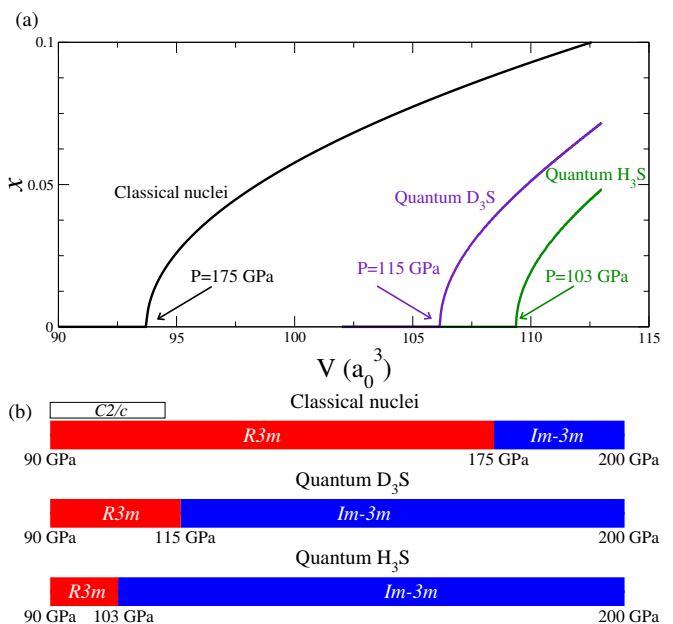 (a)
0.1
0.05
0
x
Classical nuclei
Quantum D3S
Quantum H3S
P=175 GPa
P=115 GPa
P=103 GPa
90 95 100 105 110 115
V (a₀³)
(b)
Classical nuclei
C2/c
R3m Im-3m
90 GPa 175 GPa 200 GPa
Quantum D₃S
R3m Im-3m
90 GPa 115 GPa 200 GPa
Quantum H₃S
R3m Im-3m
90 GPa 103 GPa 200 GPa